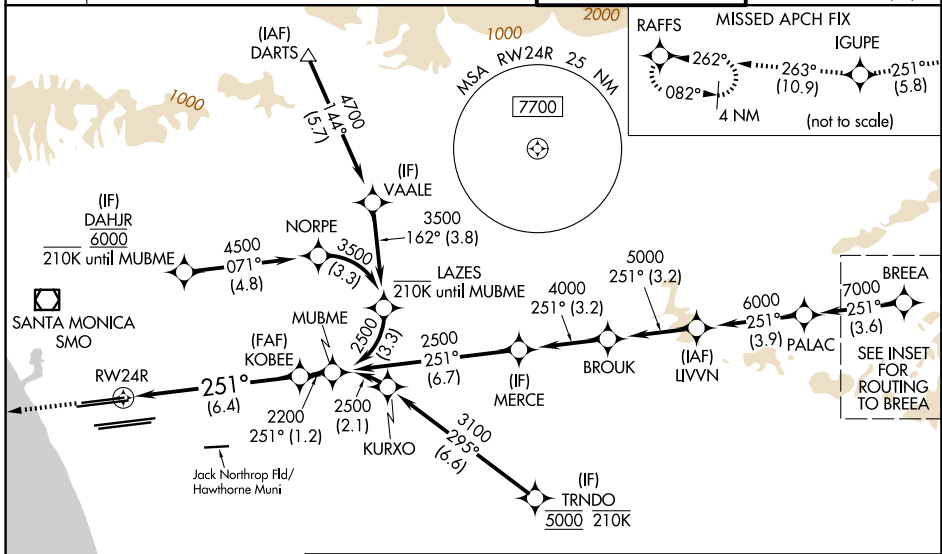 2000
1000
1000
(IAF)
DARTS
4700
144°
(5.7)
MSA RW24R 25 NM
7700
MISSED APCH FIX
RAFFS
IGUPE
262°
082°
4 NM
263°
(10.9)
251°
(5.8)
(not to scale)
(IF)
VAALE
3500
162° (3.8)
(IF)
DAHJR
6000
210K until MUBME
4500
071°
(4.8)
NORPE
3500
(3.3)
LAZES
210K until MUBME
2500
(3.3)
SANTA MONICA
SMO
MUBME
(FAF)
KOBEE
RW24R
251°
(6.4)
2200
251° (1.2)
2500
(2.1)
KURXO
2500
251°
(6.7)
(IF)
MERCE
4000
251° (3.2)
BROUK
5000
251° (3.2)
(IAF)
LIVVN
6000
251°
(3.9)
PALAC
7000
251°
(3.6)
BREEA
SEE INSET
FOR
ROUTING
TO BREEA
3100
295°
(6.6)
(IF)
TRNDO
5000 210K
Jack Northrop Fld/
Hawthorne Muni